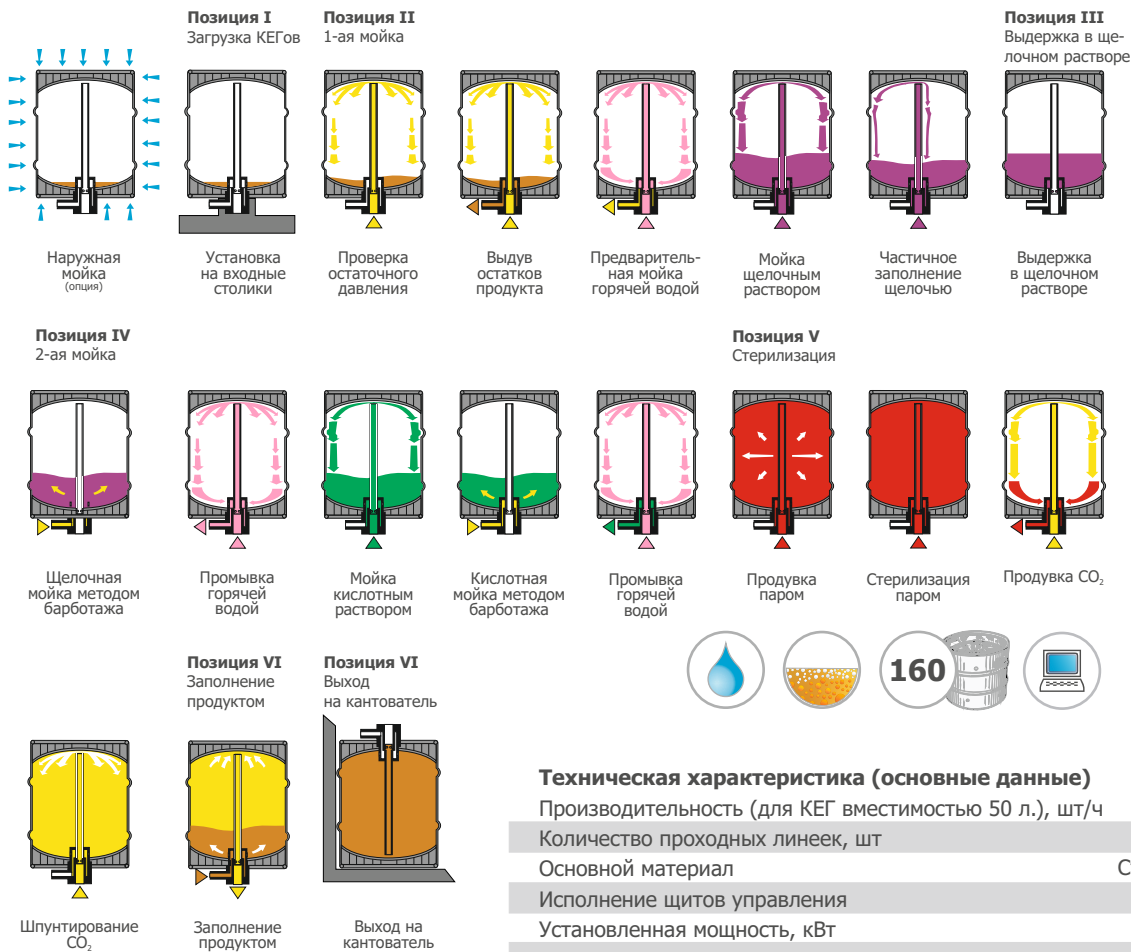 Позиция I
Загрузка КЕГов
Позиция II
1-ая мойка
Позиция III
Выдержка в ще-
лочном растворе
Наружная
мойка
(опция)
Установка
на входные
столики
Проверка
остаточного
давления
Выдув
остатков
продукта
Предваритель-
ная мойка
горячей водой
Мойка
щелочным
раствором
Частичное
заполнение
щелочью
Выдержка
в щелочном
растворе
Позиция IV
2-ая мойка
Позиция V
Стерилизация
Щелочная
мойка методом
барботажа
Промывка
горячей
водой
Мойка
кислотным
раствором
Кислотная
мойка методом
барботажа
Промывка
горячей
водой
Продувка
паром
Стерилизация
паром
Продувка CO₂
160
Позиция VI
Заполнение
продуктом
Позиция VI
Выход
на кантователь
Шпунтирование
CO₂
Заполнение
продуктом
Выход на
кантователь
Техническая характеристика (основные данные)
Производительность (для КЕГ вместимостью 50 л.), шт/ч
Количество проходных линеек, шт
Основной материал С
Исполнение щитов управления
Установленная мощность, кВт